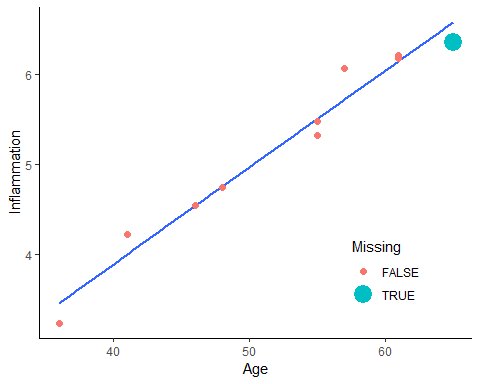 6
5
4
Inflammation
40 50 60
Age
Missing
FALSE
TRUE